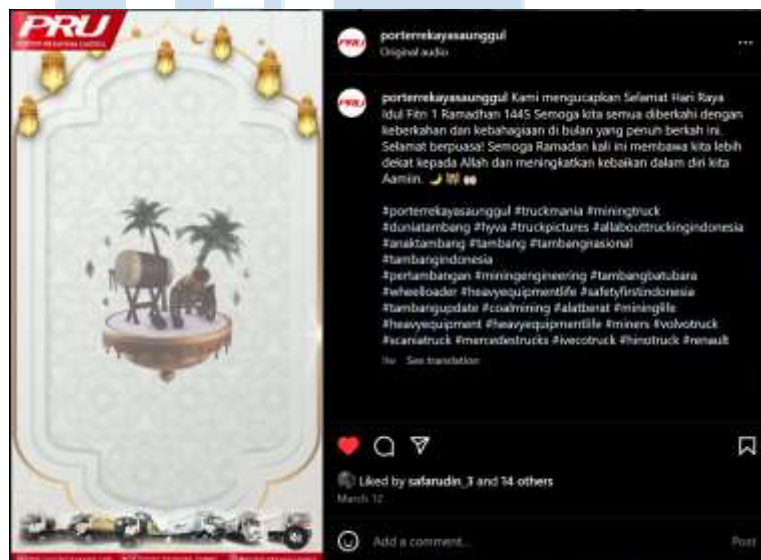 PRU
PORTER REKAYASA UNGGUL
porterrekayasaunggul
Original audio
porterrekayasaunggul Kami mengucapkan Selamat Hari Raya
Idul Fitri 1 Ramadhan 1445 Semoga kita semua diberkahi dengan
keberkahan dan kebahagiaan di bulan yang penuh berkah ini.
Selamat berpuasa! Semoga Ramadan kali ini membawa kita lebih
dekat kepada Allah dan meningkatkan kebaikan dalam diri kita
Aamiin.
#porterrekayasaunggul #truckmania #miningtruck
#duniatambang #hyva #truckpictures #allabouttruckingindonesia
#anaktambang #tambang #tambangnasional
#tambangindonesia
#pertambangan #miningengineering #tambangbatubara
#wheelloader #heavyequipmentlife #safetyfirstindonesia
#tambangupdate #coalmining #alatberat #mininglife
#heavyequipment #heavyequipmentlife #miners #volvotruck
#scaniatruck #mercedestrucks #ivecotruck #hinotruck #renault
See translation
Liked by safarudin_3 and 14 others
March 12
Add a comment...
Post